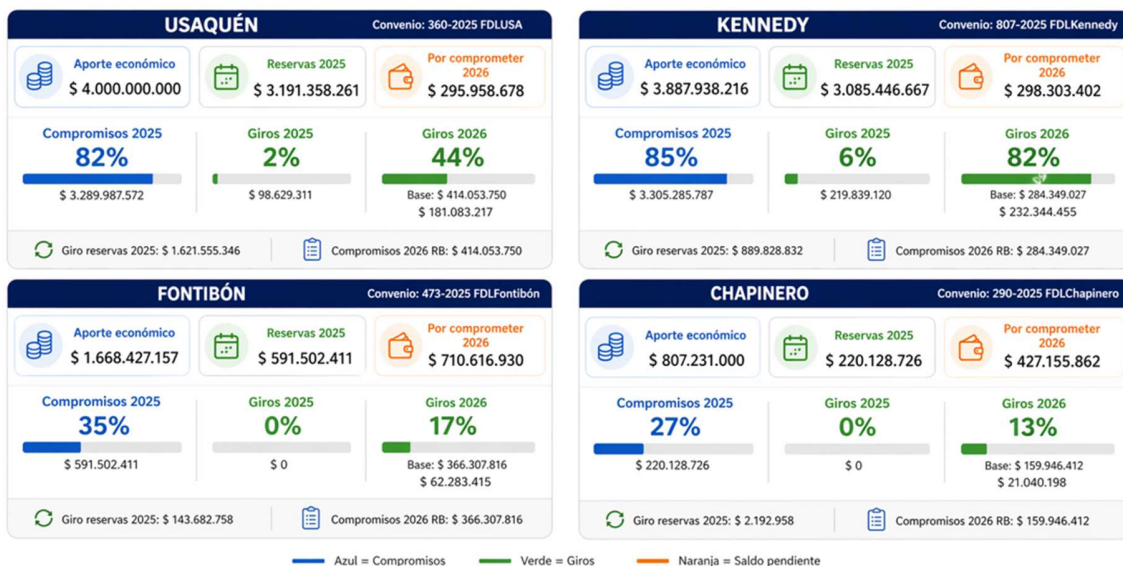 USAQUÉN
Convenio: 360-2025 FDLUSA
Aporte económico
$ 4.000.000.000
Reservas 2025
$ 3.191.358.261
Por comprometer
2026
$ 295.958.678
Compromisos 2025
82%
$ 3.289.987.572
Giros 2025
2%
$ 98.629.311
Giros 2026
44%
Base: $ 414.053.750
$ 181.083.217
Giro reservas 2025: $ 1.621.555.346
Compromisos 2026 RB: $ 414.053.750
KENNEDY
Convenio: 807-2025 FDLKennedy
Aporte económico
$ 3.887.938.216
Reservas 2025
$ 3.085.446.667
Por comprometer
2026
$ 298.303.402
Compromisos 2025
85%
$ 3.305.285.787
Giros 2025
6%
$ 219.839.120
Giros 2026
82%
Base: $ 284.349.027
$ 232.344.455
Giro reservas 2025: $ 889.828.832
Compromisos 2026 RB: $ 284.349.027
FONTIBÓN
Convenio: 473-2025 FDLFontibón
Aporte económico
$ 1.668.427.157
Reservas 2025
$ 591.502.411
Por comprometer
2026
$ 710.616.930
Compromisos 2025
35%
$ 591.502.411
Giros 2025
0%
$ 0
Giros 2026
17%
Base: $ 366.307.816
$ 62.283.415
Giro reservas 2025: $ 143.682.758
Compromisos 2026 RB: $ 366.307.816
CHAPINERO
Convenio: 290-2025 FDLChapinero
Aporte económico
$ 807.231.000
Reservas 2025
$ 220.128.726
Por comprometer
2026
$ 427.155.862
Compromisos 2025
27%
$ 220.128.726
Giros 2025
0%
$ 0
Giros 2026
13%
Base: $ 159.946.412
$ 21.040.198
Giro reservas 2025: $ 2.192.958
Compromisos 2026 RB: $ 159.946.412
Azul = Compromisos
Verde = Giros
Naranja = Saldo pendiente